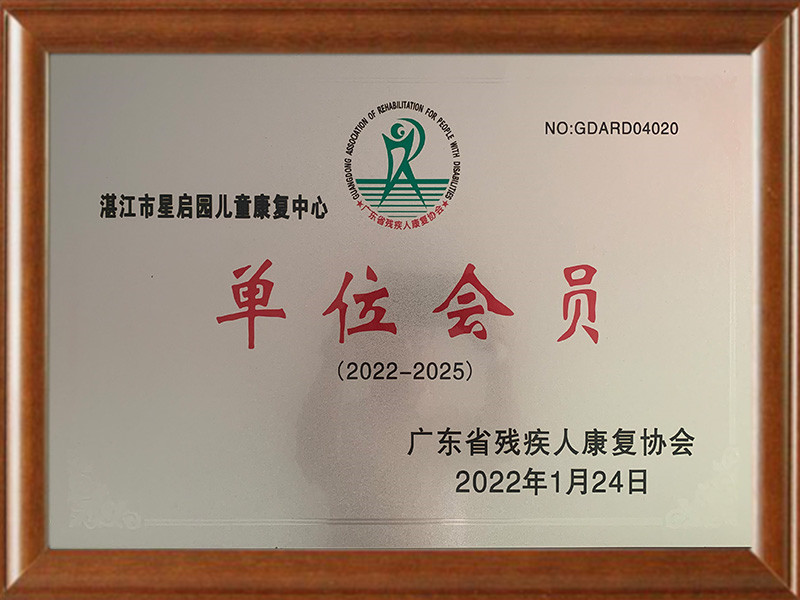 GUANGDONG ASSOCIATION OF REHABILITATION FOR PEOPLE WITH DISABILITIES
★广东省残疾人康复协会★
NO:GDARD04020
湛江市星启园儿童康复中心
单位会员
(2022-2025)
广东省残疾人康复协会
2022年1月24日